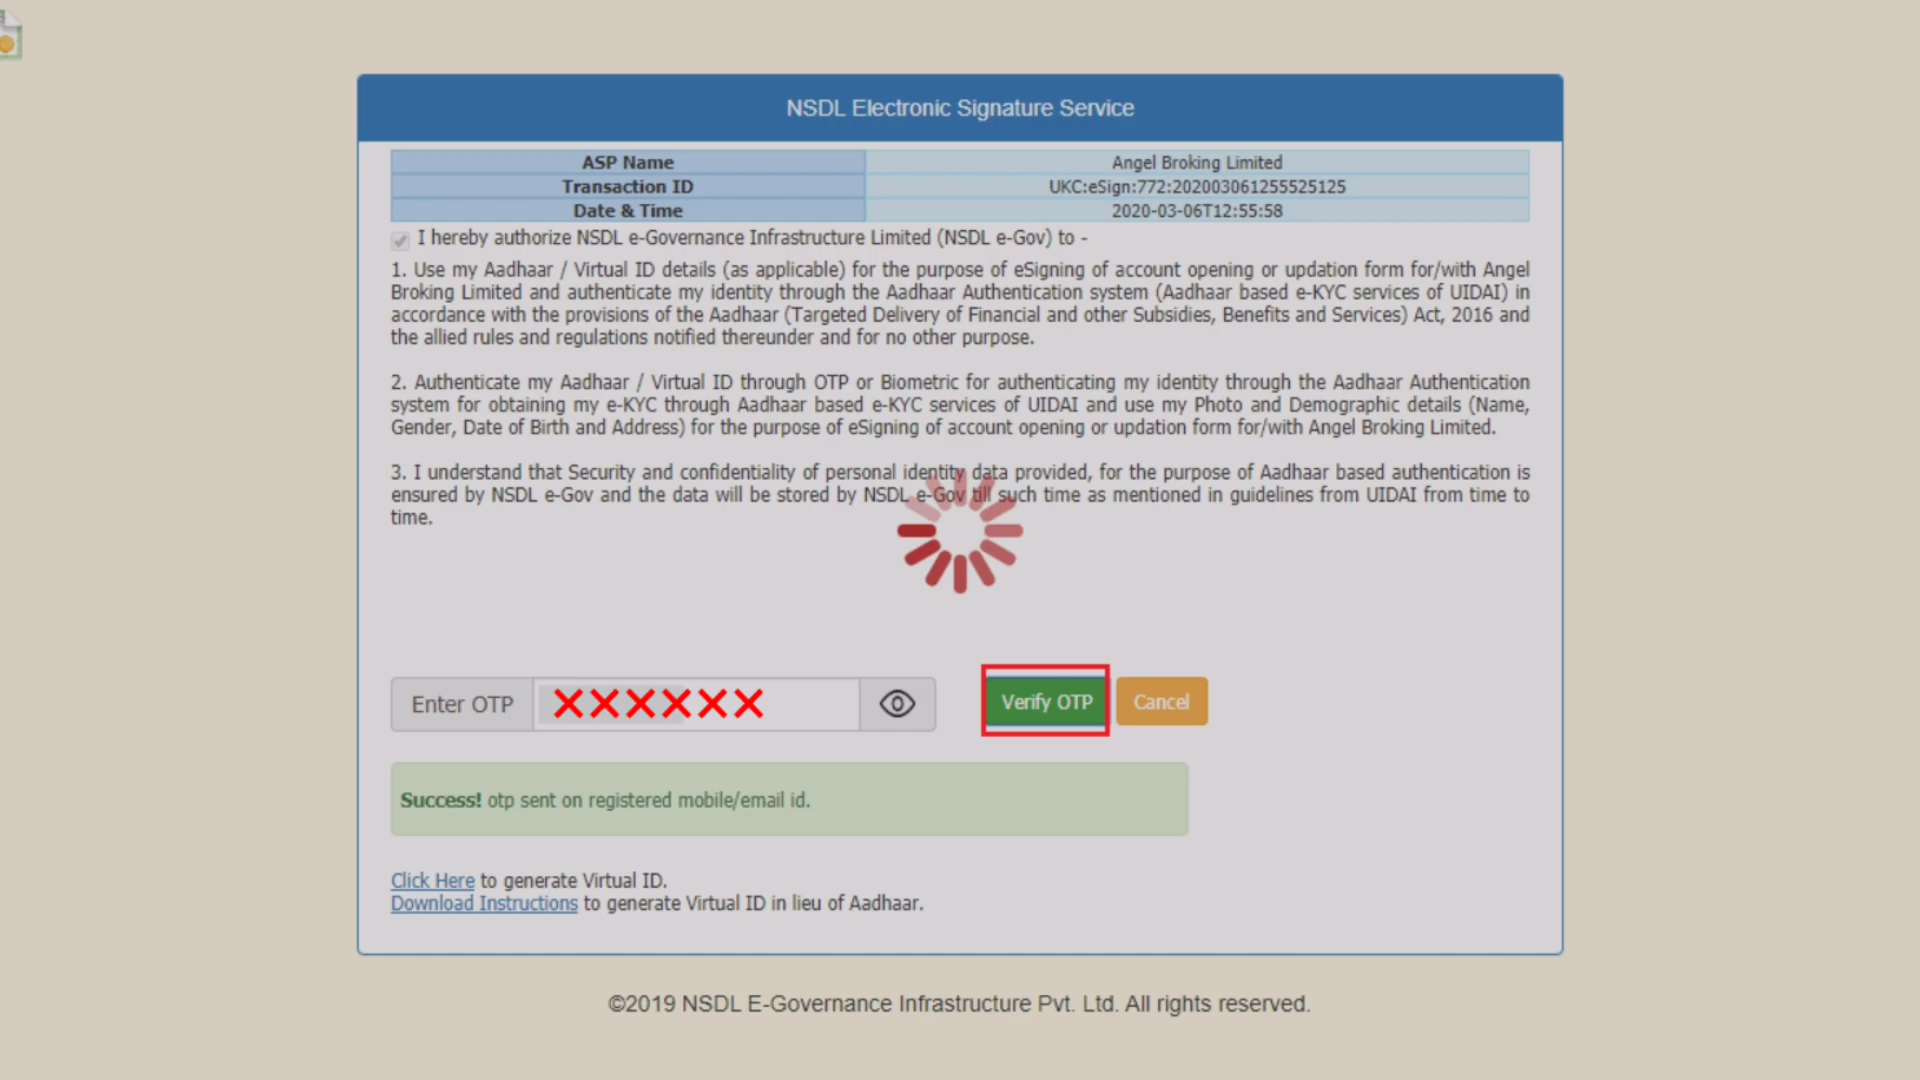 NSDL Electronic Signature Service
ASP Name Angel Broking Limited
Transaction ID UKC:eSign:772:202003061255525125
Date & Time 2020-03-06T12:55:58
I hereby authorize NSDL e-Governance Infrastructure Limited (NSDL e-Gov) to -
1. Use my Aadhaar / Virtual ID details (as applicable) for the purpose of eSigning of account opening or updation form for/with Angel
Broking Limited and authenticate my identity through the Aadhaar Authentication system (Aadhaar based e-KYC services of UIDAI) in
accordance with the provisions of the Aadhaar (Targeted Delivery of Financial and other Subsidies, Benefits and Services) Act, 2016 and
the allied rules and regulations notified thereunder and for no other purpose.
2. Authenticate my Aadhaar / Virtual ID through OTP or Biometric for authenticating my identity through the Aadhaar Authentication
system for obtaining my e-KYC through Aadhaar based e-KYC services of UIDAI and use my Photo and Demographic details (Name,
Gender, Date of Birth and Address) for the purpose of eSigning of account opening or updation form for/with Angel Broking Limited.
3. I understand that Security and confidentiality of personal identity data provided, for the purpose of Aadhaar based authentication is
ensured by NSDL e-Gov and the data will be stored by NSDL e-Gov till such time as mentioned in guidelines from UIDAI from time to
time.
Enter OTP XXXXXX Verify OTP Cancel
Success! otp sent on registered mobile/email id.
Click Here to generate Virtual ID.
Download Instructions to generate Virtual ID in lieu of Aadhaar.
©2019 NSDL E-Governance Infrastructure Pvt. Ltd. All rights reserved.